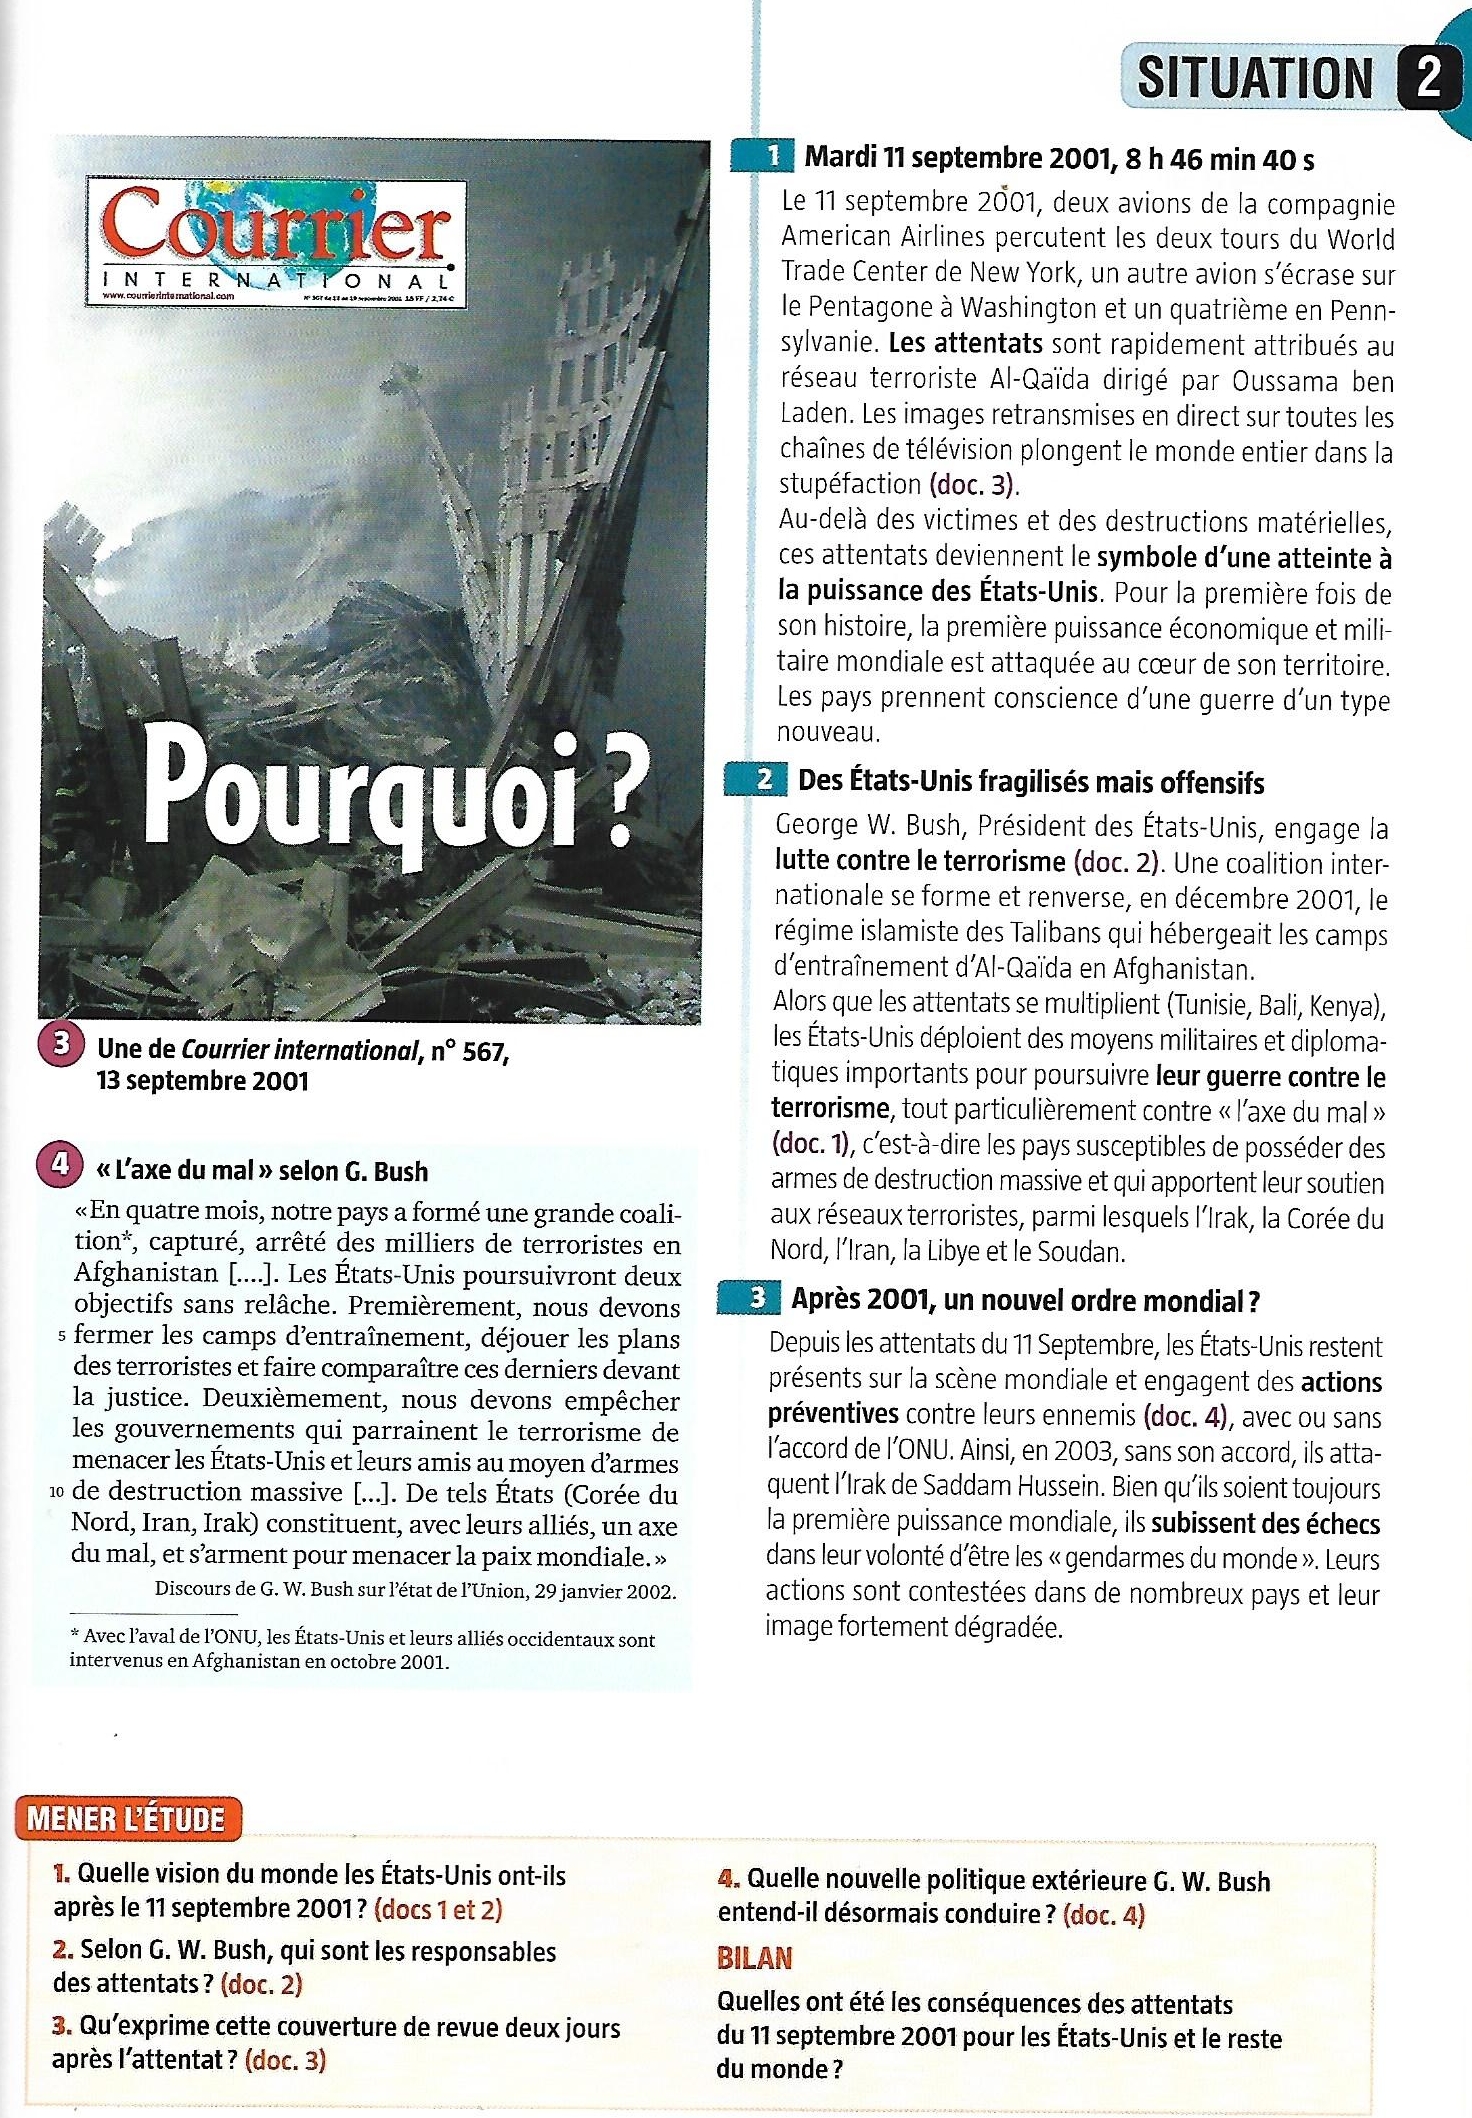 SITUATION 2
Courrier
INTERNATIONAL
www.courrierinternational.com
N° 567 du 13 au 19 septembre 2001 15 FF / 2,74 €
Pourquoi ?
3 Une de Courrier international, n° 567,
13 septembre 2001
4 « L'axe du mal » selon G. Bush
«En quatre mois, notre pays a formé une grande coali-
tion*, capturé, arrêté des milliers de terroristes en
Afghanistan [....]. Les États-Unis poursuivront deux
objectifs sans relâche. Premièrement, nous devons
5 fermer les camps d'entraînement, déjouer les plans
des terroristes et faire comparaître ces derniers devant
la justice. Deuxièmement, nous devons empêcher
les gouvernements qui parrainent le terrorisme de
menacer les États-Unis et leurs amis au moyen d'armes
10 de destruction massive [...]. De tels États (Corée du
Nord, Iran, Irak) constituent, avec leurs alliés, un axe
du mal, et s'arment pour menacer la paix mondiale.»
Discours de G. W. Bush sur l'état de l'Union, 29 janvier 2002.
* Avec l'aval de l'ONU, les États-Unis et leurs alliés occidentaux sont
intervenus en Afghanistan en octobre 2001.
1 Mardi 11 septembre 2001, 8 h 46 min 40 s
Le 11 septembre 2001, deux avions de la compagnie
American Airlines percutent les deux tours du World
Trade Center de New York, un autre avion s'écrase sur
le Pentagone à Washington et un quatrième en Penn-
sylvanie. Les attentats sont rapidement attribués au
réseau terroriste Al-Qaïda dirigé par Oussama ben
Laden. Les images retransmises en direct sur toutes les
chaînes de télévision plongent le monde entier dans la
stupéfaction (doc. 3).
Au-delà des victimes et des destructions matérielles,
ces attentats deviennent le symbole d'une atteinte à
la puissance des États-Unis. Pour la première fois de
son histoire, la première puissance économique et mili-
taire mondiale est attaquée au cœur de son territoire.
Les pays prennent conscience d'une guerre d'un type
nouveau.
2 Des États-Unis fragilisés mais offensifs
George W. Bush, Président des États-Unis, engage la
lutte contre le terrorisme (doc. 2). Une coalition inter-
nationale se forme et renverse, en décembre 2001, le
régime islamiste des Talibans qui hébergeait les camps
d'entraînement d'Al-Qaïda en Afghanistan.
Alors que les attentats se multiplient (Tunisie, Bali, Kenya),
les États-Unis déploient des moyens militaires et diploma-
tiques importants pour poursuivre leur guerre contre le
terrorisme, tout particulièrement contre « l'axe du mal »
(doc. 1), c'est-à-dire les pays susceptibles de posséder des
armes de destruction massive et qui apportent leur soutien
aux réseaux terroristes, parmi lesquels l'Irak, la Corée du
Nord, l'Iran, la Libye et le Soudan.
3 Après 2001, un nouvel ordre mondial ?
Depuis les attentats du 11 Septembre, les États-Unis restent
présents sur la scène mondiale et engagent des actions
préventives contre leurs ennemis (doc. 4), avec ou sans
l'accord de l'ONU. Ainsi, en 2003, sans son accord, ils atta-
quent l'Irak de Saddam Hussein. Bien qu'ils soient toujours
la première puissance mondiale, ils subissent des échecs
dans leur volonté d'être les « gendarmes du monde ». Leurs
actions sont contestées dans de nombreux pays et leur
image fortement dégradée.
MENER L'ÉTUDE
1. Quelle vision du monde les États-Unis ont-ils
après le 11 septembre 2001 ? (docs 1 et 2)
2. Selon G. W. Bush, qui sont les responsables
des attentats ? (doc. 2)
3. Qu'exprime cette couverture de revue deux jours
après l'attentat ? (doc. 3)
4. Quelle nouvelle politique extérieure G. W. Bush
entend-il désormais conduire ? (doc. 4)
BILAN
Quelles ont été les conséquences des attentats
du 11 septembre 2001 pour les États-Unis et le reste
du monde ?